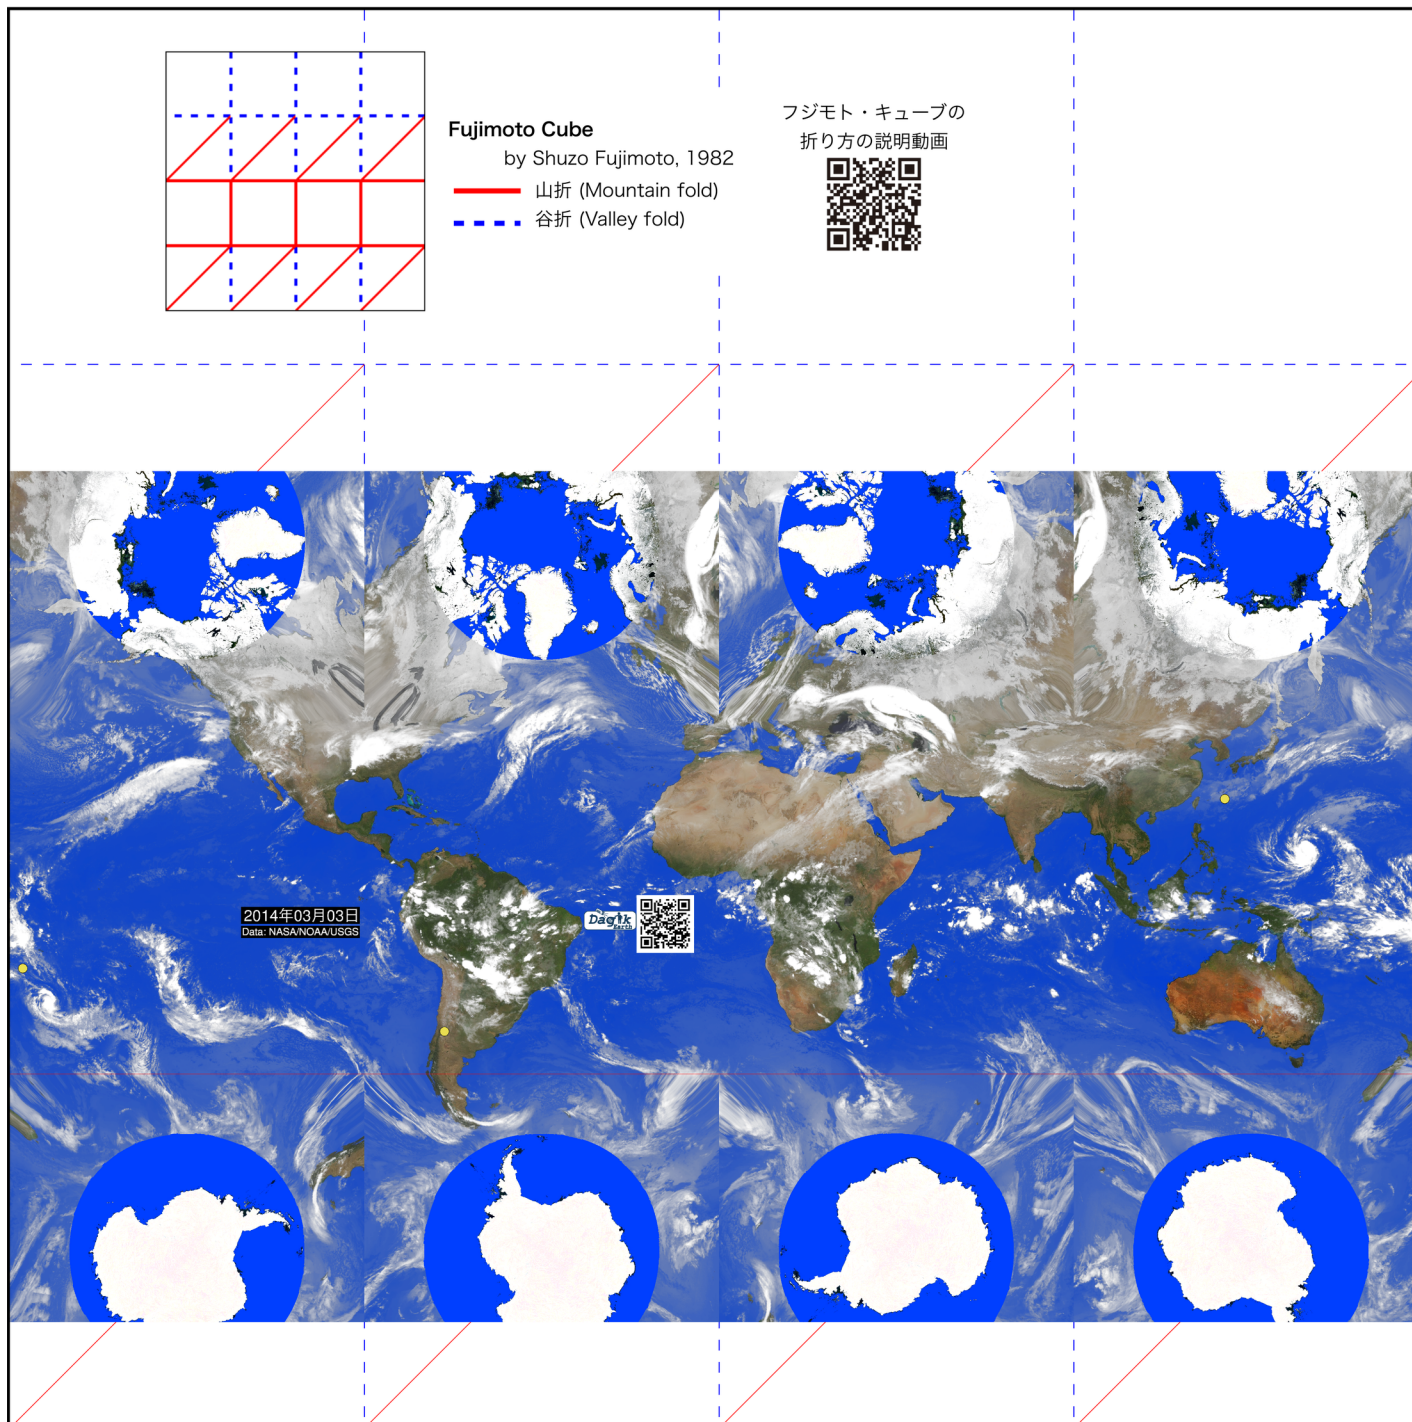 Fujimoto Cube
by Shuzo Fujimoto, 1982
山折 (Mountain fold)
谷折 (Valley fold)
フジモト・キューブの
折り方の説明動画
2014年03月03日
Data: NASA/NOAA/USGS
Dagik
Earth